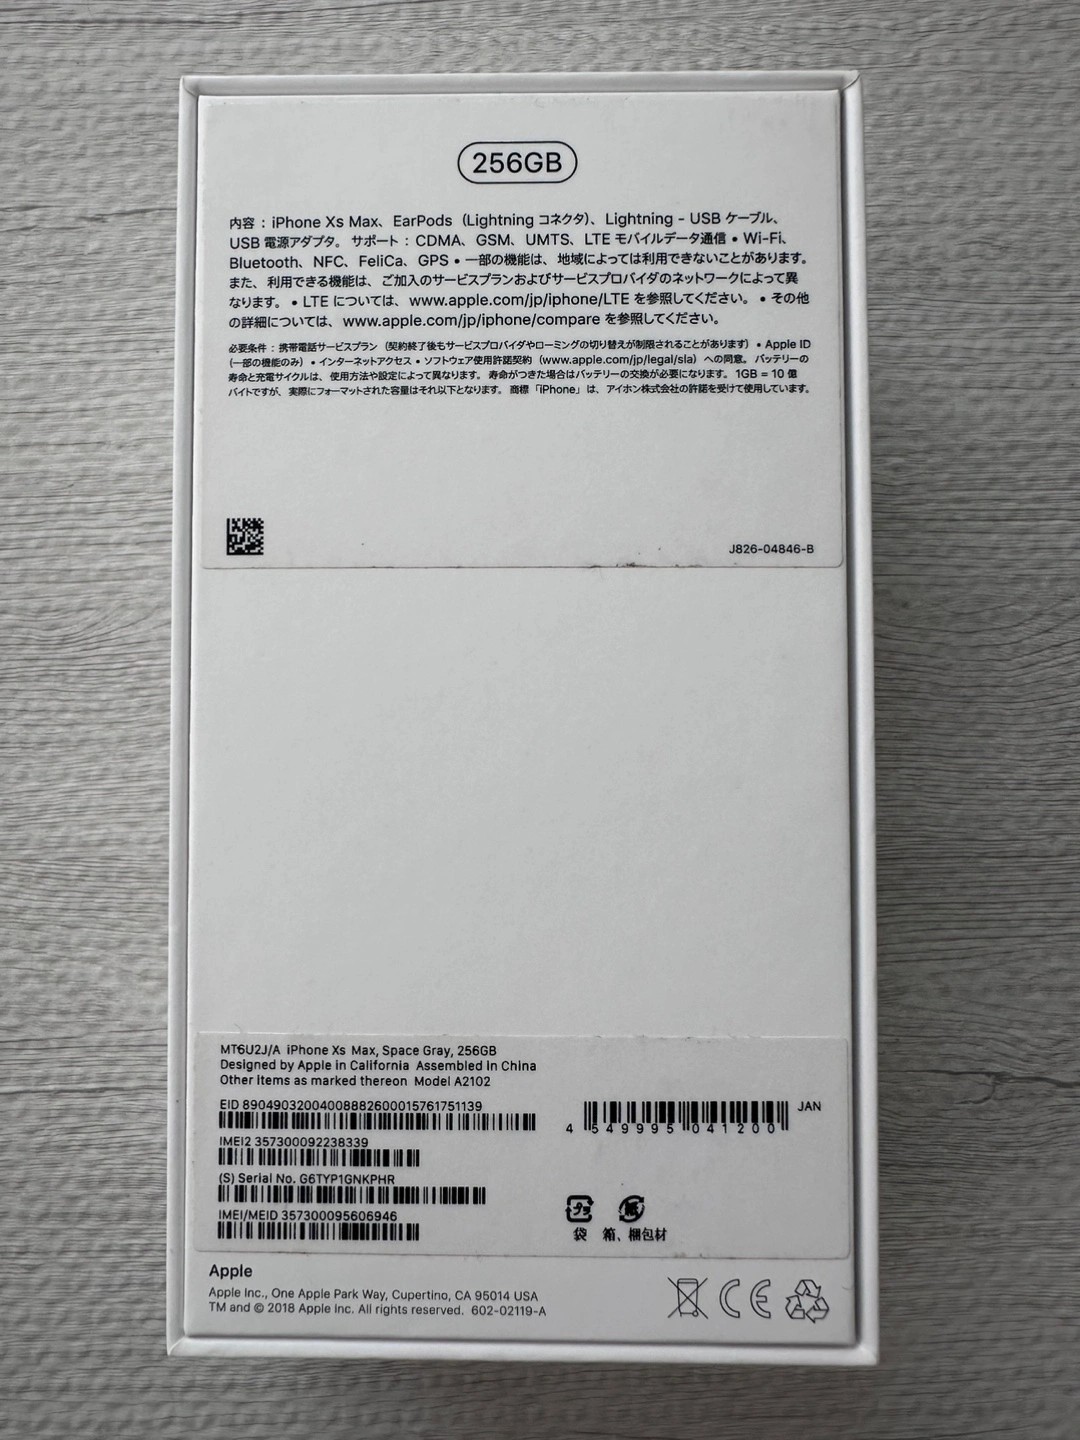 256GB
内容：iPhone Xs Max、EarPods（Lightning コネクタ）、Lightning - USB ケーブル、
USB 電源アダプタ。サポート：CDMA、GSM、UMTS、LTE モバイルデータ通信 • Wi-Fi、
Bluetooth、NFC、FeliCa、GPS • 一部の機能は、地域によっては利用できないことがあります。
また、利用できる機能は、ご加入のサービスプランおよびサービスプロバイダのネットワークによって異
なります。 • LTE については、www.apple.com/jp/iphone/LTE を参照してください。 • その他
の詳細については、www.apple.com/jp/iphone/compare を参照してください。
必要条件：携帯電話サービスプラン（契約終了後もサービスプロバイダやローミングの切り替えが制限されることがあります） • Apple ID
（一部の機能のみ） • インターネットアクセス • ソフトウェア使用許諾契約（www.apple.com/jp/legal/sla）への同意。バッテリーの
寿命と充電サイクルは、使用方法や設定によって異なります。寿命がつきた場合はバッテリーの交換が必要になります。1GB = 10 億
バイトですが、実際にフォーマットされた容量はそれ以下となります。商標「iPhone」は、アイホン株式会社の許諾を受けて使用しています。
J826-04846-B
MT6U2J/A iPhone Xs Max, Space Gray, 256GB
Designed by Apple in California Assembled in China
Other items as marked thereon Model A2102
EID 89049032004008882600015761751139
JAN
4 549995 041200
IMEI2 357300092238339
(S) Serial No. G6TYP1GNKPHR
IMEI/MEID 357300095606946
プラ 紙
袋 箱、梱包材
Apple
Apple Inc., One Apple Park Way, Cupertino, CA 95014 USA
TM and © 2018 Apple Inc. All rights reserved. 602-02119-A
CE